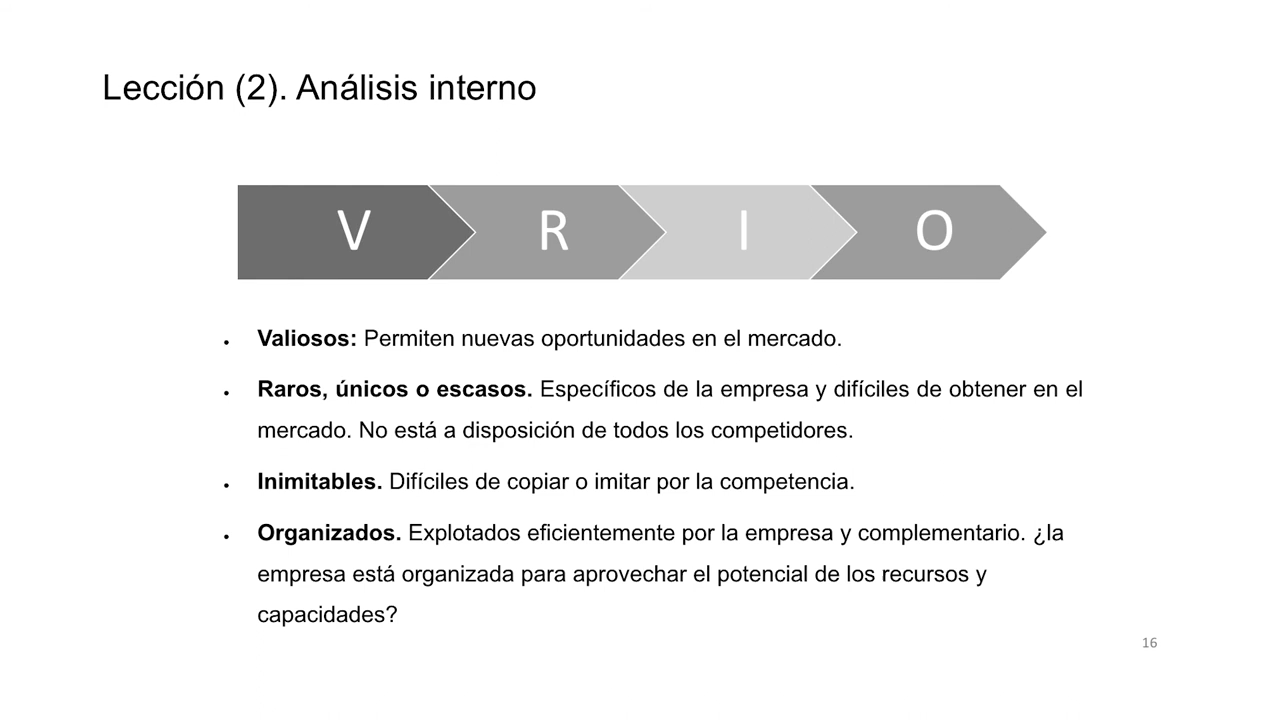 Lección (2). Análisis interno
V R I O
• Valiosos: Permiten nuevas oportunidades en el mercado.
• Raros, únicos o escasos. Específicos de la empresa y difíciles de obtener en el
mercado. No está a disposición de todos los competidores.
• Inimitables. Difíciles de copiar o imitar por la competencia.
• Organizados. Explotados eficientemente por la empresa y complementario. ¿la
empresa está organizada para aprovechar el potencial de los recursos y
capacidades?
16